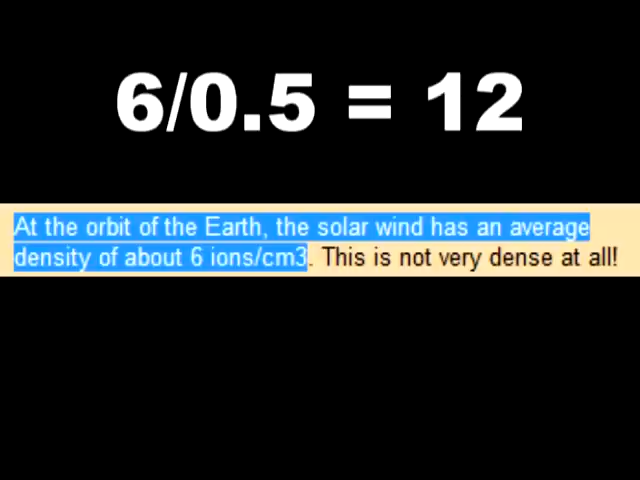 6/0.5 = 12
At the orbit of the Earth, the solar wind has an average
density of about 6 ions/cm3. This is not very dense at all!